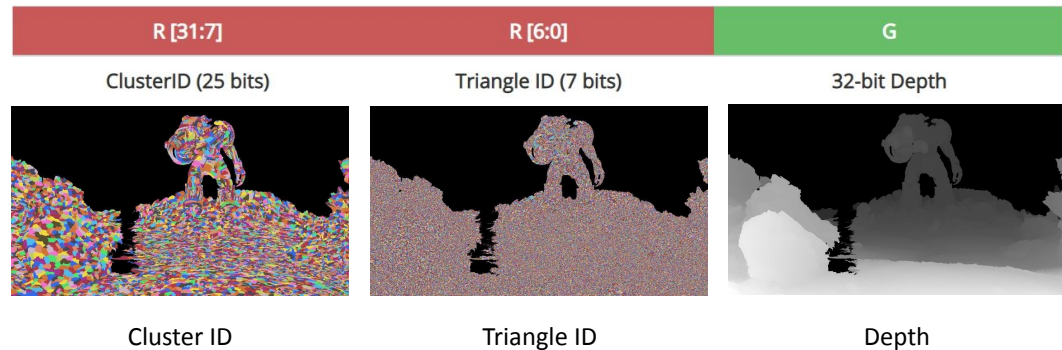 R [31:7] R [6:0] G
ClusterID (25 bits) Triangle ID (7 bits) 32-bit Depth
Cluster ID Triangle ID Depth